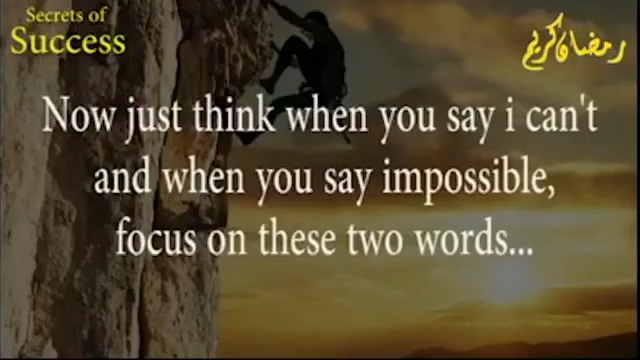 Secrets of
Success
رمضان كريم
Now just think when you say i can't
and when you say impossible,
focus on these two words...